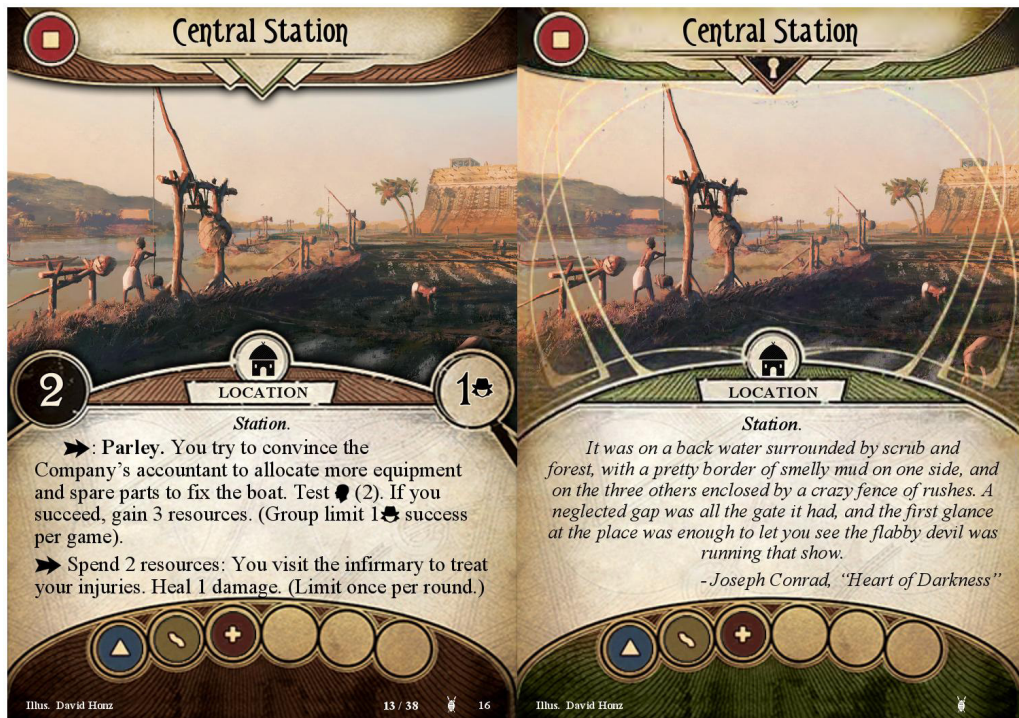 Central Station
2
1
LOCATION
Station.
: Parley. You try to convince the
Company’s accountant to allocate more equipment
and spare parts to fix the boat. Test (2). If you
succeed, gain 3 resources. (Group limit 1 success
per game).
Spend 2 resources: You visit the infirmary to treat
your injuries. Heal 1 damage. (Limit once per round.)
Illus. David Honz
13 / 38
16
Central Station
LOCATION
Station.
It was on a back water surrounded by scrub and
forest, with a pretty border of smelly mud on one side, and
on the three others enclosed by a crazy fence of rushes. A
neglected gap was all the gate it had, and the first glance
at the place was enough to let you see the flabby devil was
running that show.
- Joseph Conrad, “Heart of Darkness”
Illus. David Honz